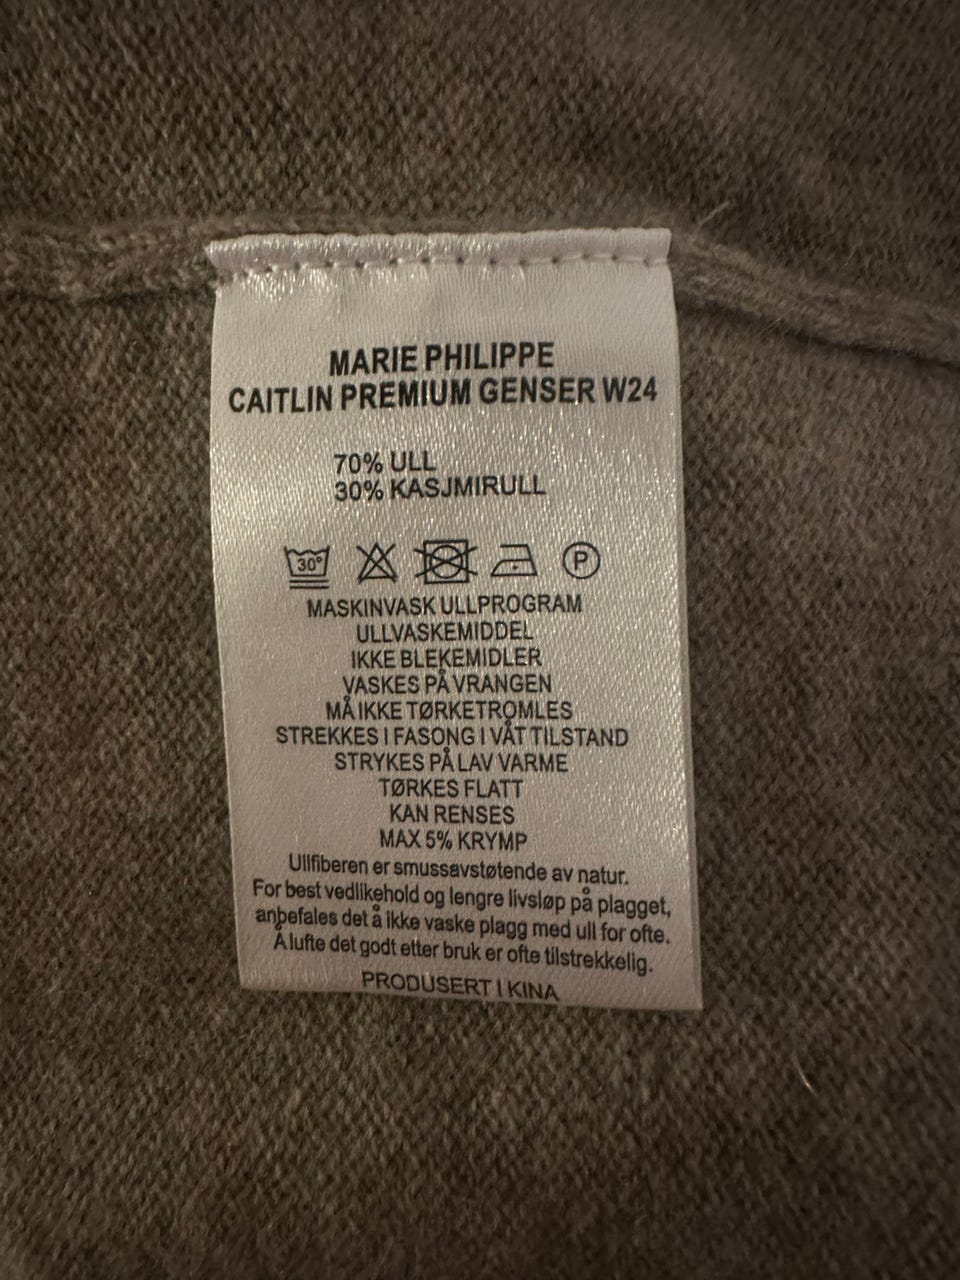 MARIE PHILIPPE
CAITLIN PREMIUM GENSER W24
70% ULL
30% KASJMIRULL
30° P
MASKINVASK ULLPROGRAM
ULLVASKEMIDDEL
IKKE BLEKEMIDLER
VASKES PÅ VRANGEN
MÅ IKKE TØRKETROMLES
STREKKES I FASONG I VÅT TILSTAND
STRYKES PÅ LAV VARME
TØRKES FLATT
KAN RENSES
MAX 5% KRYMP
Ullfiberen er smussavstøtende av natur.
For best vedlikehold og lengre livsløp på plagget,
anbefales det å ikke vaske plagg med ull for ofte.
Å lufte det godt etter bruk er ofte tilstrekkelig.
PRODUSERT I KINA